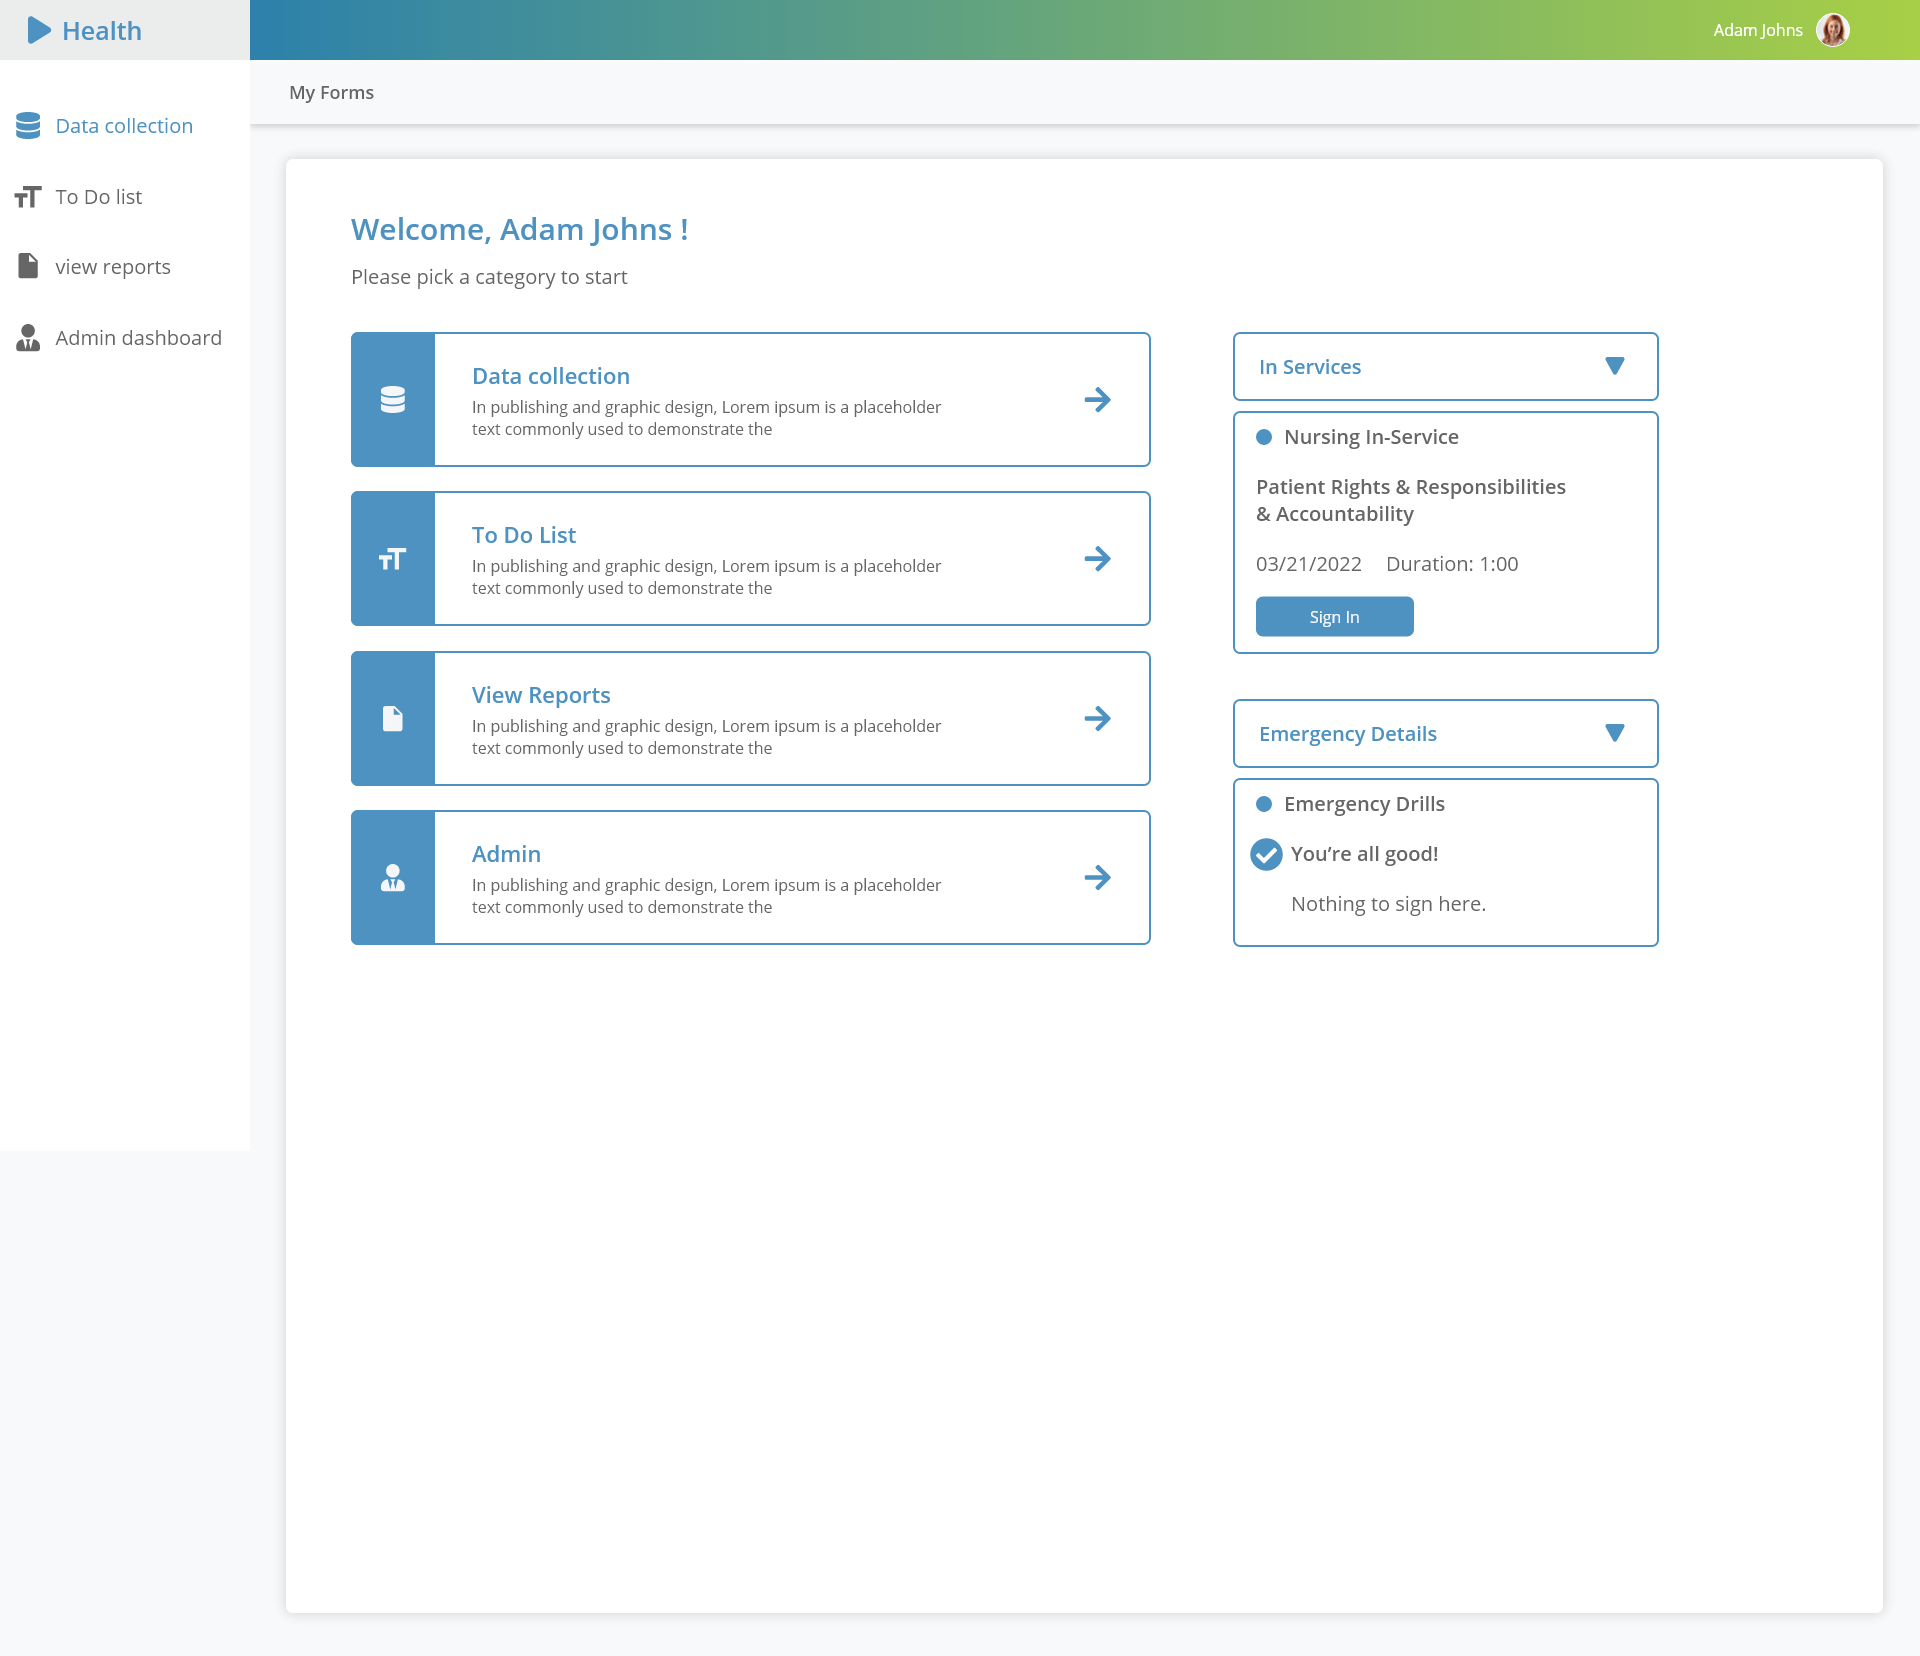 Health
Adam Johns
My Forms
Data collection
To Do list
view reports
Admin dashboard
Welcome, Adam Johns !
Please pick a category to start
Data collection
In publishing and graphic design, Lorem ipsum is a placeholder
text commonly used to demonstrate the
To Do List
In publishing and graphic design, Lorem ipsum is a placeholder
text commonly used to demonstrate the
View Reports
In publishing and graphic design, Lorem ipsum is a placeholder
text commonly used to demonstrate the
Admin
In publishing and graphic design, Lorem ipsum is a placeholder
text commonly used to demonstrate the
In Services
Nursing In-Service
Patient Rights & Responsibilities
& Accountability
03/21/2022 Duration: 1:00
Sign In
Emergency Details
Emergency Drills
You’re all good!
Nothing to sign here.